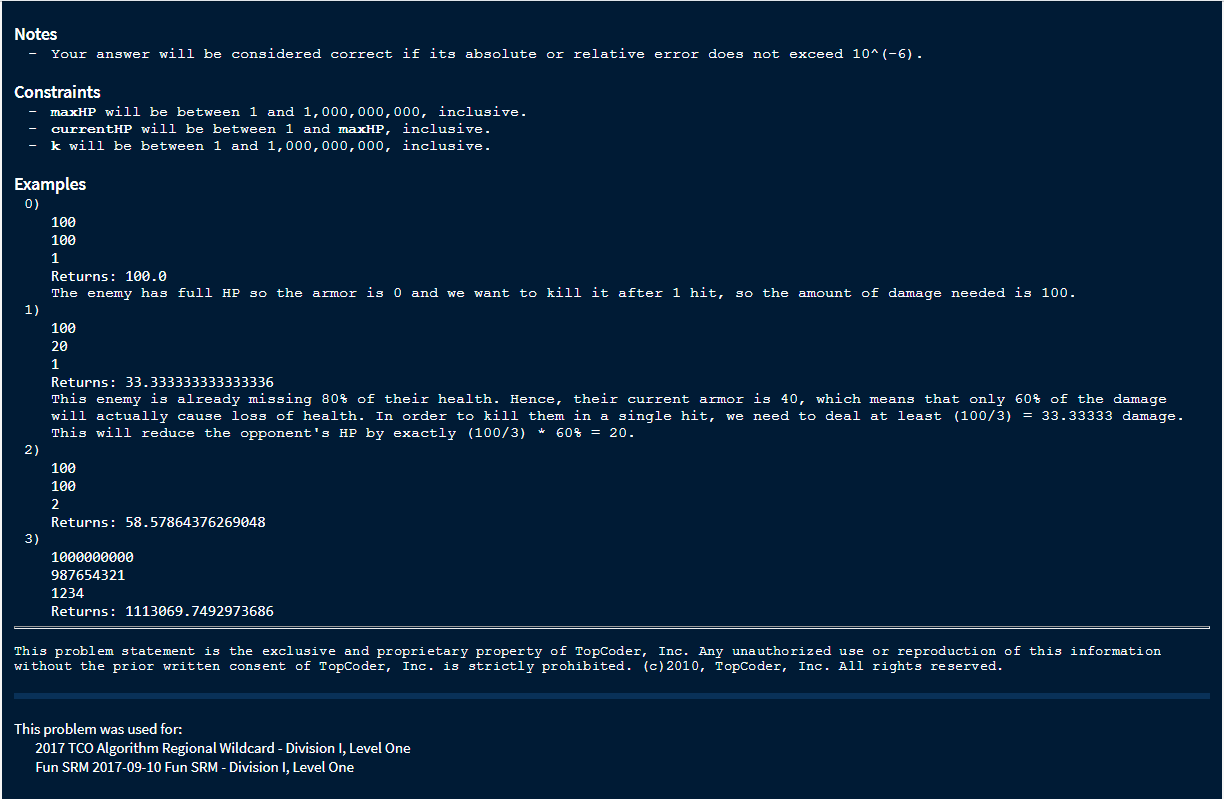 Notes
- Your answer will be considered correct if its absolute or relative error does not exceed 10^(-6).
Constraints
- maxHP will be between 1 and 1,000,000,000, inclusive.
- currentHP will be between 1 and maxHP, inclusive.
- k will be between 1 and 1,000,000,000, inclusive.
Examples
0)
100
100
1
Returns: 100.0
The enemy has full HP so the armor is 0 and we want to kill it after 1 hit, so the amount of damage needed is 100.
1)
100
20
1
Returns: 33.333333333333336
This enemy is already missing 80% of their health. Hence, their current armor is 40, which means that only 60% of the damage
will actually cause loss of health. In order to kill them in a single hit, we need to deal at least (100/3) = 33.33333 damage.
This will reduce the opponent's HP by exactly (100/3) * 60% = 20.
2)
100
100
2
Returns: 58.57864376269048
3)
1000000000
987654321
1234
Returns: 1113069.7492973686
This problem statement is the exclusive and proprietary property of TopCoder, Inc. Any unauthorized use or reproduction of this information
without the prior written consent of TopCoder, Inc. is strictly prohibited. (c)2010, TopCoder, Inc. All rights reserved.
This problem was used for:
2017 TCO Algorithm Regional Wildcard - Division I, Level One
Fun SRM 2017-09-10 Fun SRM - Division I, Level One